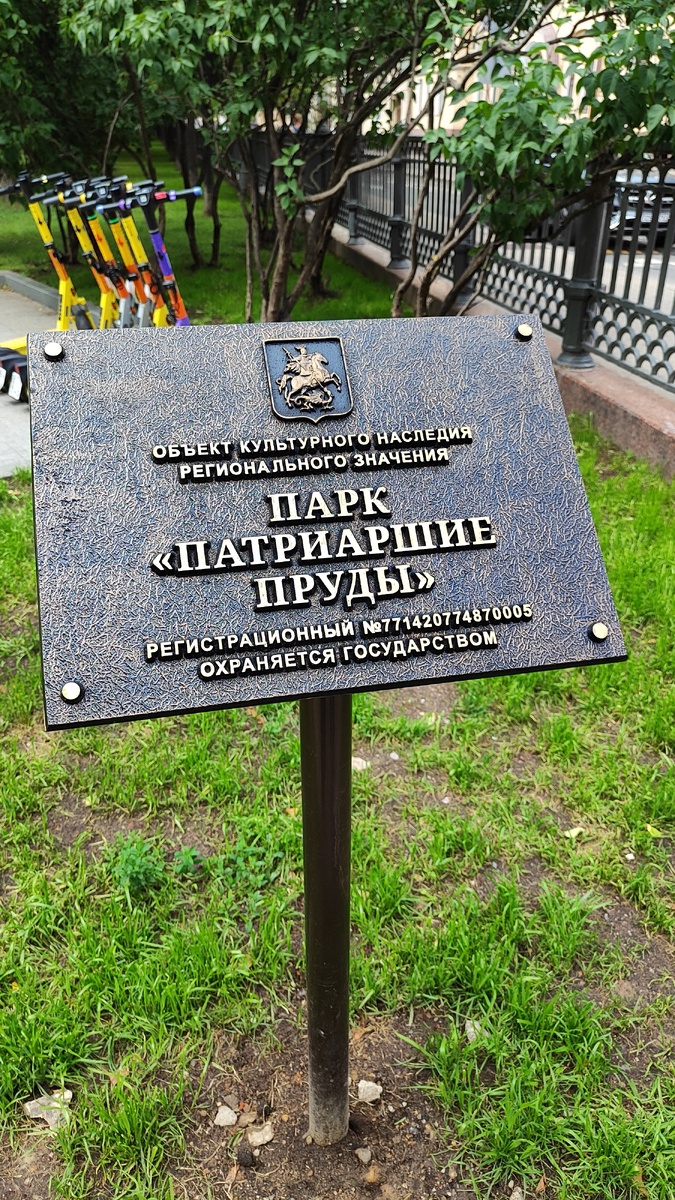 ОБЪЕКТ КУЛЬТУРНОГО НАСЛЕДИЯ
РЕГИОНАЛЬНОГО ЗНАЧЕНИЯ
ПАРК
«ПАТРИАРШИЕ
ПРУДЫ»
РЕГИСТРАЦИОННЫЙ №771420774870005
ОХРАНЯЕТСЯ ГОСУДАРСТВОМ